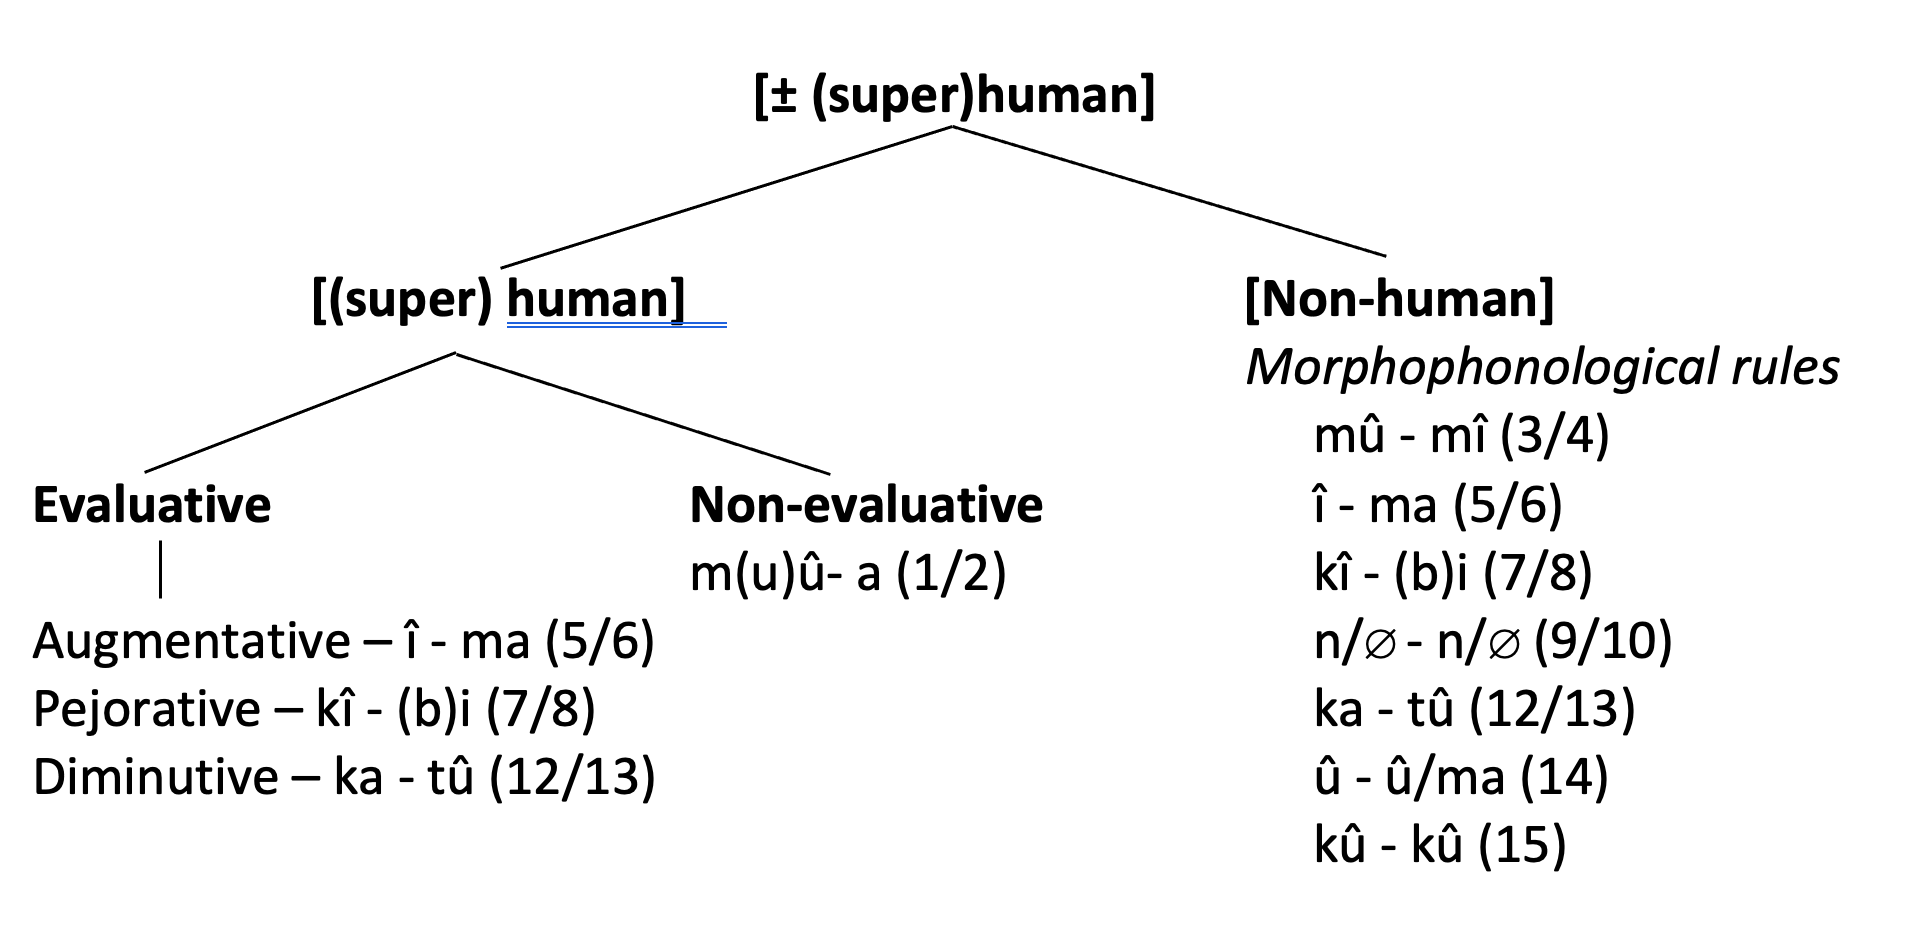 [± (super)human]
[(super) human]
[Non-human]
Morphophonological rules
mû - mî (3/4)
î - ma (5/6)
kî - (b)i (7/8)
n/∅ - n/∅ (9/10)
ka - tû (12/13)
û - û/ma (14)
kû - kû (15)
Evaluative
Augmentative – î - ma (5/6)
Pejorative – kî - (b)i (7/8)
Diminutive – ka - tû (12/13)
Non-evaluative
m(u)û- a (1/2)